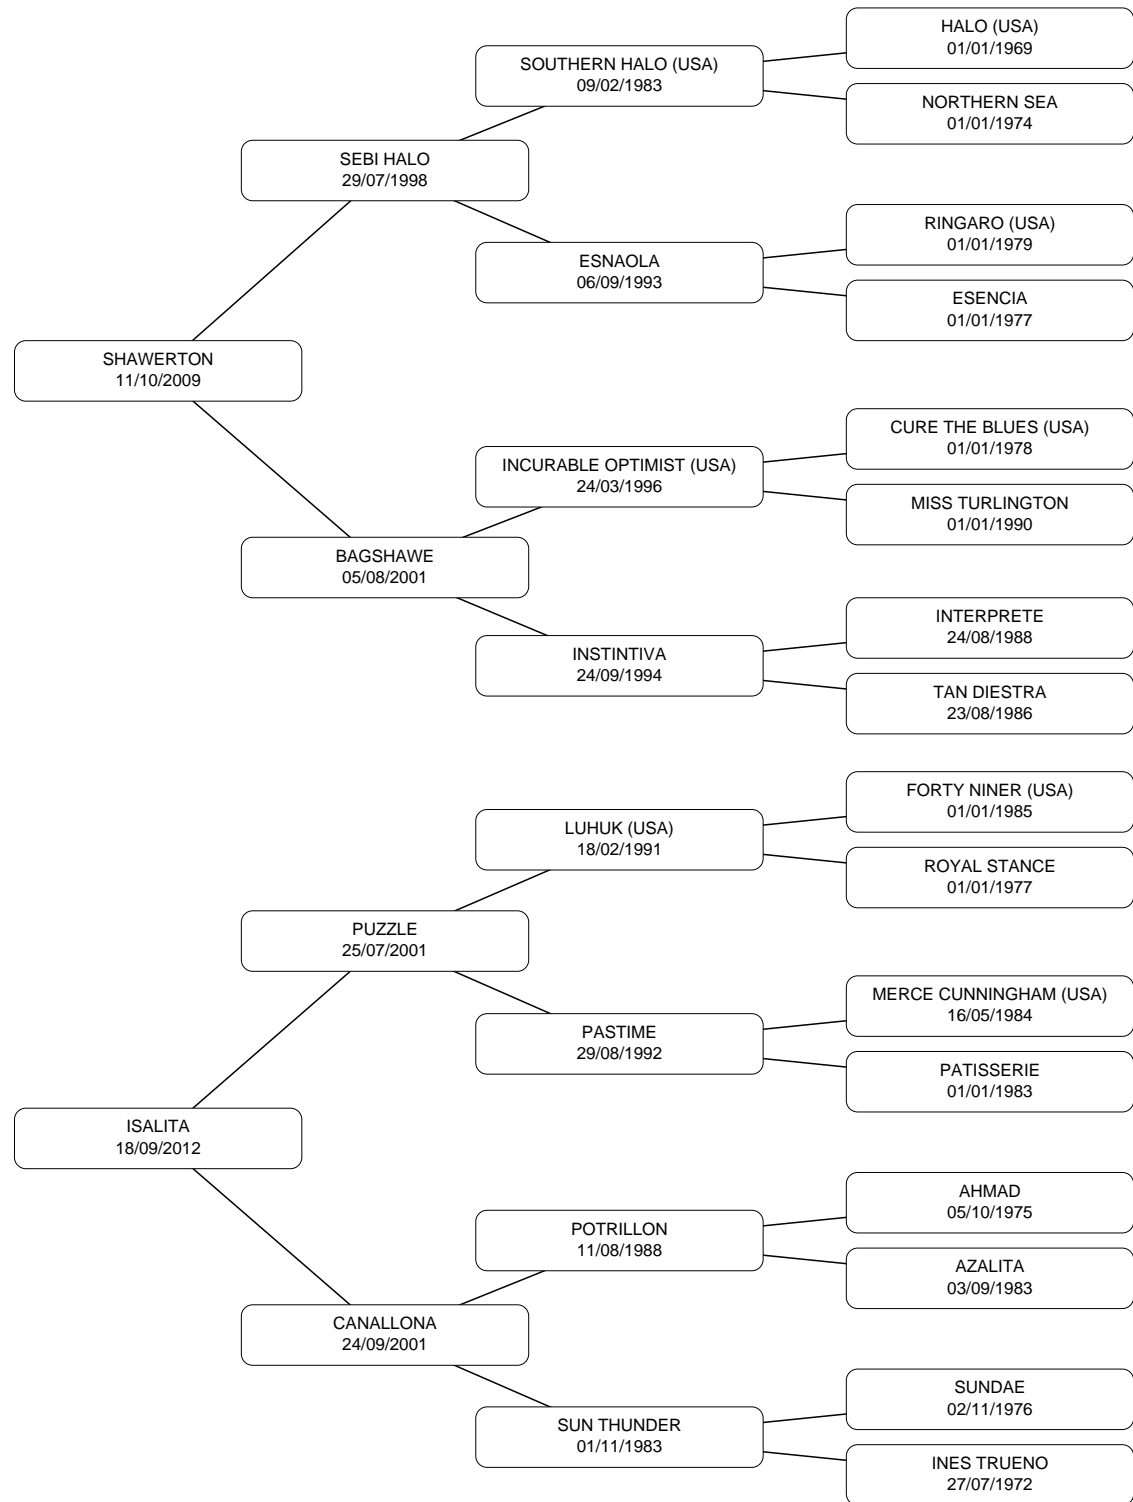 HALO (USA)
01/01/1969
SOUTHERN HALO (USA)
09/02/1983
NORTHERN SEA
01/01/1974
SEBI HALO
29/07/1998
RINGARO (USA)
01/01/1979
ESNAOLA
06/09/1993
ESENCIA
01/01/1977
SHAWERTON
11/10/2009
CURE THE BLUES (USA)
01/01/1978
INCURABLE OPTIMIST (USA)
24/03/1996
MISS TURLINGTON
01/01/1990
BAGSHAWE
05/08/2001
INTERPRETE
24/08/1988
INSTINTIVA
24/09/1994
TAN DIESTRA
23/08/1986
FORTY NINER (USA)
01/01/1985
LUHUK (USA)
18/02/1991
ROYAL STANCE
01/01/1977
PUZZLE
25/07/2001
MERCE CUNNINGHAM (USA)
16/05/1984
PASTIME
29/08/1992
PATISSERIE
01/01/1983
ISALITA
18/09/2012
AHMAD
05/10/1975
POTRILLON
11/08/1988
AZALITA
03/09/1983
CANALLONA
24/09/2001
SUNDAE
02/11/1976
SUN THUNDER
01/11/1983
INES TRUENO
27/07/1972